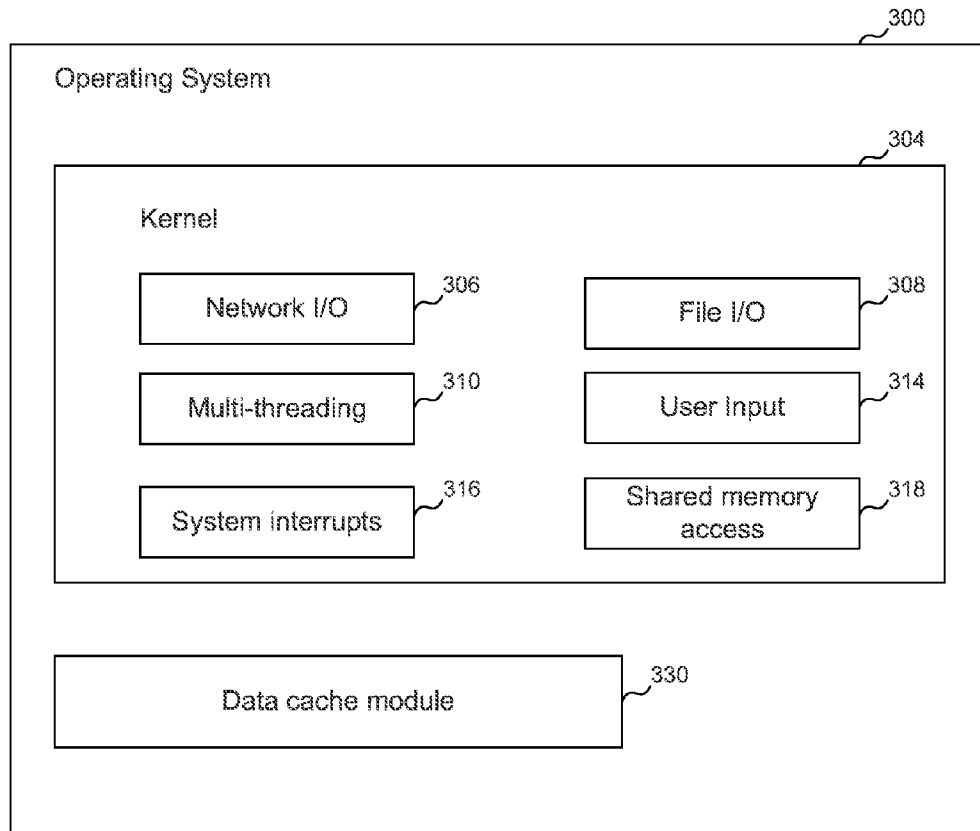 300
Operating System
304
Kernel
Network I/O
306
File I/O
308
Multi-threading
310
User Input
314
System interrupts
316
Shared memory
access
318
Data cache module
330